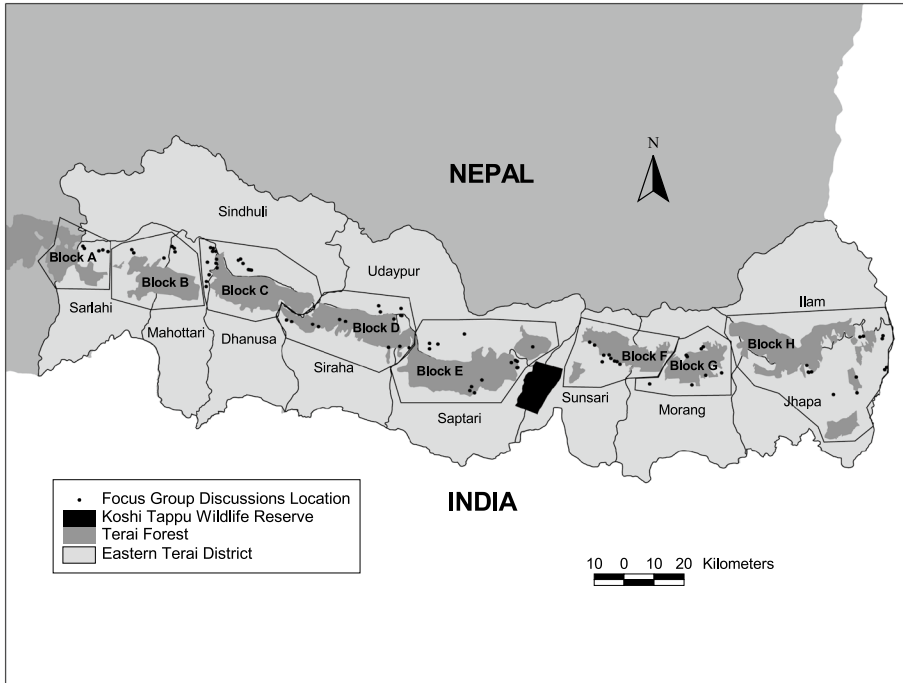 N
NEPAL
Sindhuli
Udaypur
Ilam
Block A
Block B
Block C
Block D
Block E
Block F
Block G
Block H
Sarlahi
Mahottari
Dhanusa
Siraha
Saptari
Sunsari
Morang
Jhapa
INDIA
Focus Group Discussions Location
Koshi Tappu Wildlife Reserve
Terai Forest
Eastern Terai District
10 0 10 20 Kilometers